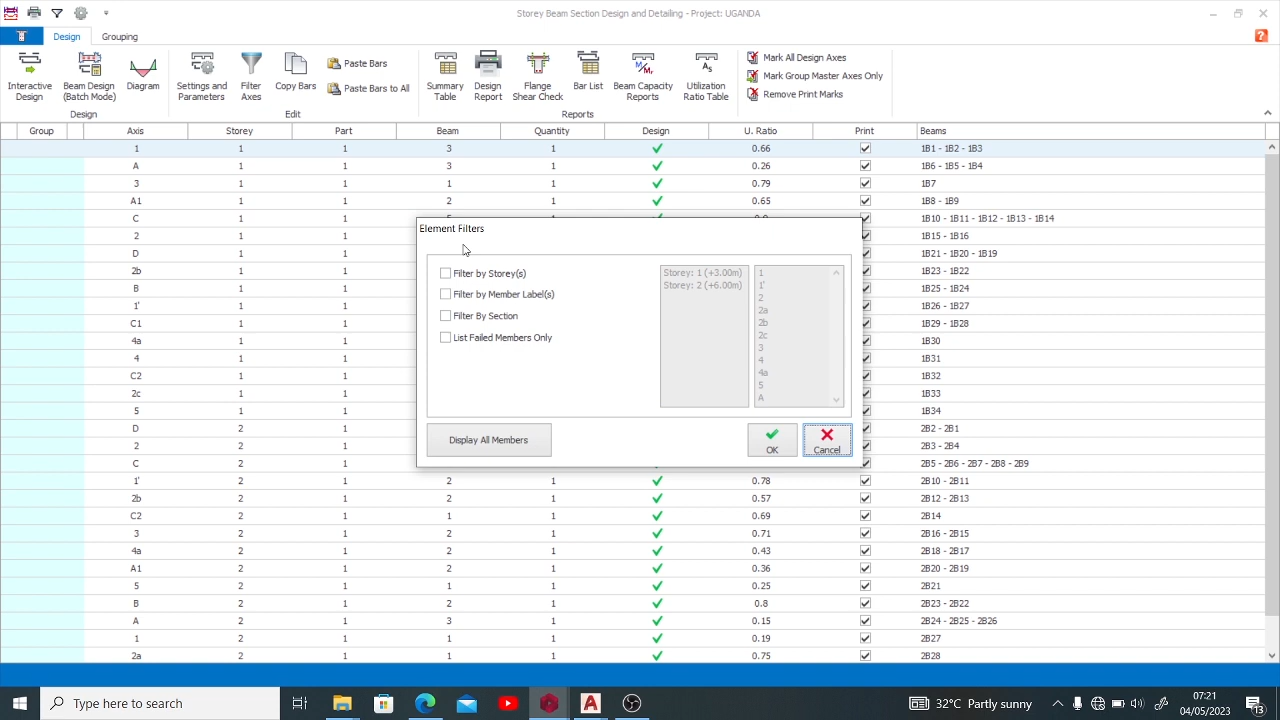 Storey Beam Section Design and Detailing - Project: UGANDA
Design Grouping
Interactive Design
Beam Design (Batch Mode)
Diagram
Settings and Parameters
Filter Axes
Copy Bars
Paste Bars
Paste Bars to All
Summary Table
Design Report
Flange Shear Check
Bar List
Beam Capacity Reports
Utilization Ratio Table
Mark All Design Axes
Mark Group Master Axes Only
Remove Print Marks
Design Edit Reports
Group Axis Storey Part Beam Quantity Design U. Ratio Print Beams
1 1 1 3 1 0.66 1B1 - 1B2 - 1B3
A 1 1 3 1 0.26 1B6 - 1B5 - 1B4
3 1 1 1 1 0.79 1B7
A1 1 1 2 1 0.65 1B8 - 1B9
C 1 1 1B10 - 1B11 - 1B12 - 1B13 - 1B14
2 1 1 1B15 - 1B16
D 1 1 1B21 - 1B20 - 1B19
2b 1 1 1B23 - 1B22
B 1 1 1B25 - 1B24
1' 1 1 1B26 - 1B27
C1 1 1 1B29 - 1B28
4a 1 1 1B30
4 1 1 1B31
C2 1 1 1B32
2c 1 1 1B33
5 1 1 1B34
D 2 1 2B2 - 2B1
2 2 1 2B3 - 2B4
C 2 1 2B5 - 2B6 - 2B7 - 2B8 - 2B9
1' 2 1 2 1 0.78 2B10 - 2B11
2b 2 1 2 1 0.57 2B12 - 2B13
C2 2 1 1 1 0.69 2B14
3 2 1 2 1 0.71 2B16 - 2B15
4a 2 1 2 1 0.43 2B18 - 2B17
A1 2 1 2 1 0.36 2B20 - 2B19
5 2 1 1 1 0.25 2B21
B 2 1 2 1 0.8 2B23 - 2B22
A 2 1 3 1 0.15 2B24 - 2B25 - 2B26
1 2 1 1 1 0.19 2B27
2a 2 1 1 1 0.75 2B28
Element Filters
Filter by Storey(s)
Filter by Member Label(s)
Filter By Section
List Failed Members Only
Storey: 1 (+3.00m)
Storey: 2 (+6.00m)
1
1'
2
2a
2b
2c
3
4
4a
5
A
Display All Members
OK
Cancel
Type here to search
32°C Partly sunny
07:21
04/05/2023